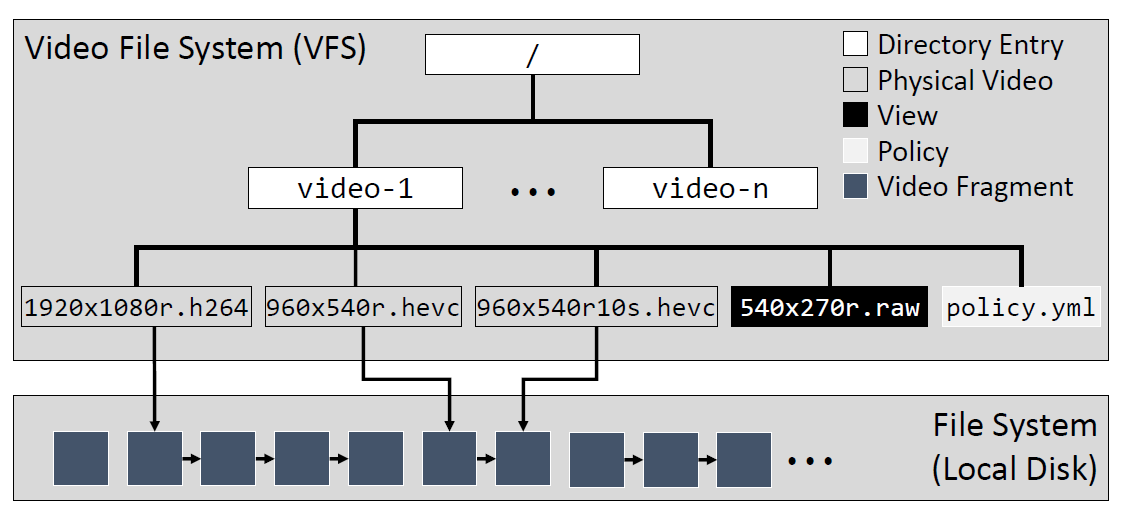 Video File System (VFS)
/
Directory Entry
Physical Video
View
Policy
Video Fragment
video-1
...
video-n
1920x1080r.h264
960x540r.hevc
960x540r10s.hevc
540x270r.raw
policy.yml
File System
(Local Disk)
...